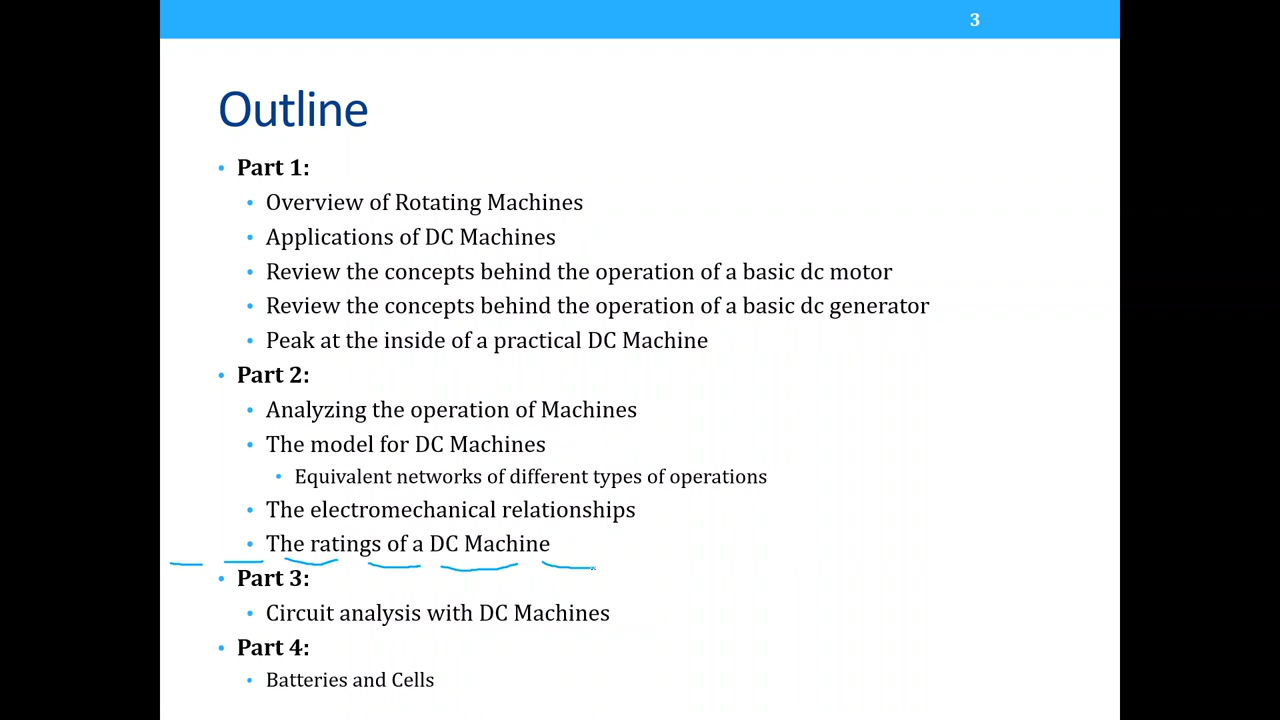 3
Outline
• Part 1:
• Overview of Rotating Machines
• Applications of DC Machines
• Review the concepts behind the operation of a basic dc motor
• Review the concepts behind the operation of a basic dc generator
• Peak at the inside of a practical DC Machine
• Part 2:
• Analyzing the operation of Machines
• The model for DC Machines
• Equivalent networks of different types of operations
• The electromechanical relationships
• The ratings of a DC Machine
• Part 3:
• Circuit analysis with DC Machines
• Part 4:
• Batteries and Cells